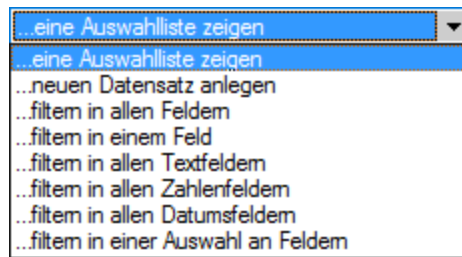 ...eine Auswahlliste zeigen
...eine Auswahlliste zeigen
...neuen Datensatz anlegen
...filtern in allen Feldern
...filtern in einem Feld
...filtern in allen Textfeldern
...filtern in allen Zahlenfeldern
...filtern in allen Datumsfeldern
...filtern in einer Auswahl an Feldern